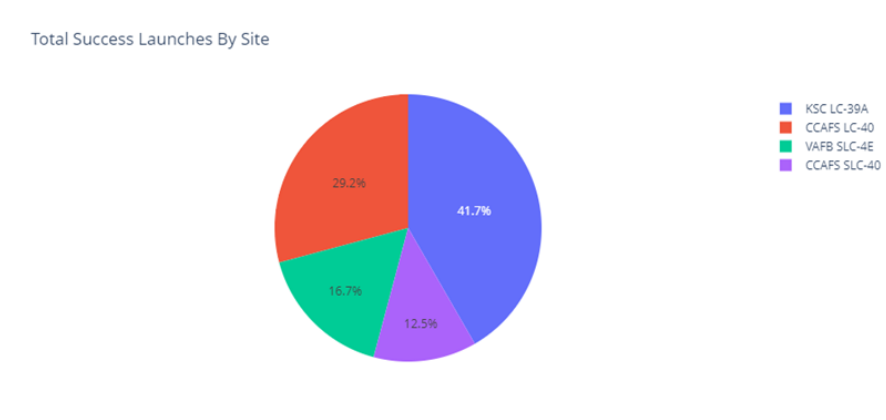 Total Success Launches By Site
KSC LC-39A
CCAFS LC-40
VAFB SLC-4E
CCAFS SLC-40
29.2%
41.7%
16.7%
12.5%